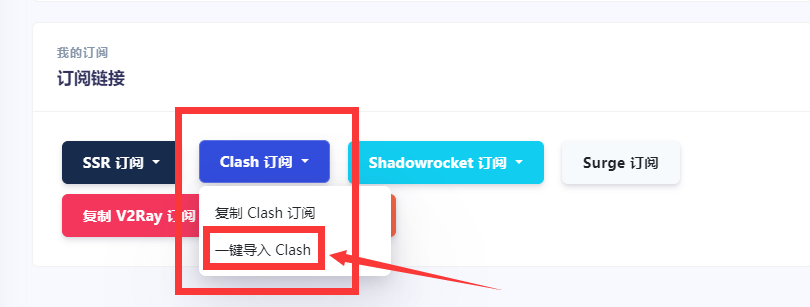 我的订阅
订阅链接
SSR 订阅
Clash 订阅
Shadowrocket 订阅
Surge 订阅
复制 V2Ray 订阅
复制 Clash 订阅
一键导入 Clash